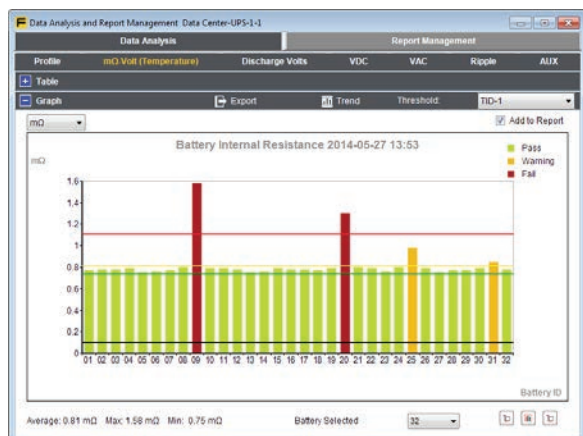 Data Analysis and Report Management Data Center-UPS-1-1
Data Analysis Report Management
Profile mΩ Volt (Temperature) Discharge Volts VDC VAC Ripple AUX
Table
Graph Export Trend Threshold: TID-1
mΩ Add to Report
Battery Internal Resistance 2014-05-27 13:53
mΩ
Pass
Warning
Fail
1.6
1.4
1.2
1
0.8
0.6
0.4
0.2
0
01 02 03 04 05 06 07 08 09 10 11 12 13 14 15 16 17 18 19 20 21 22 23 24 25 26 27 28 29 30 31 32
Battery ID
Average: 0.81 mΩ Max: 1.58 mΩ Min: 0.75 mΩ Battery Selected 32